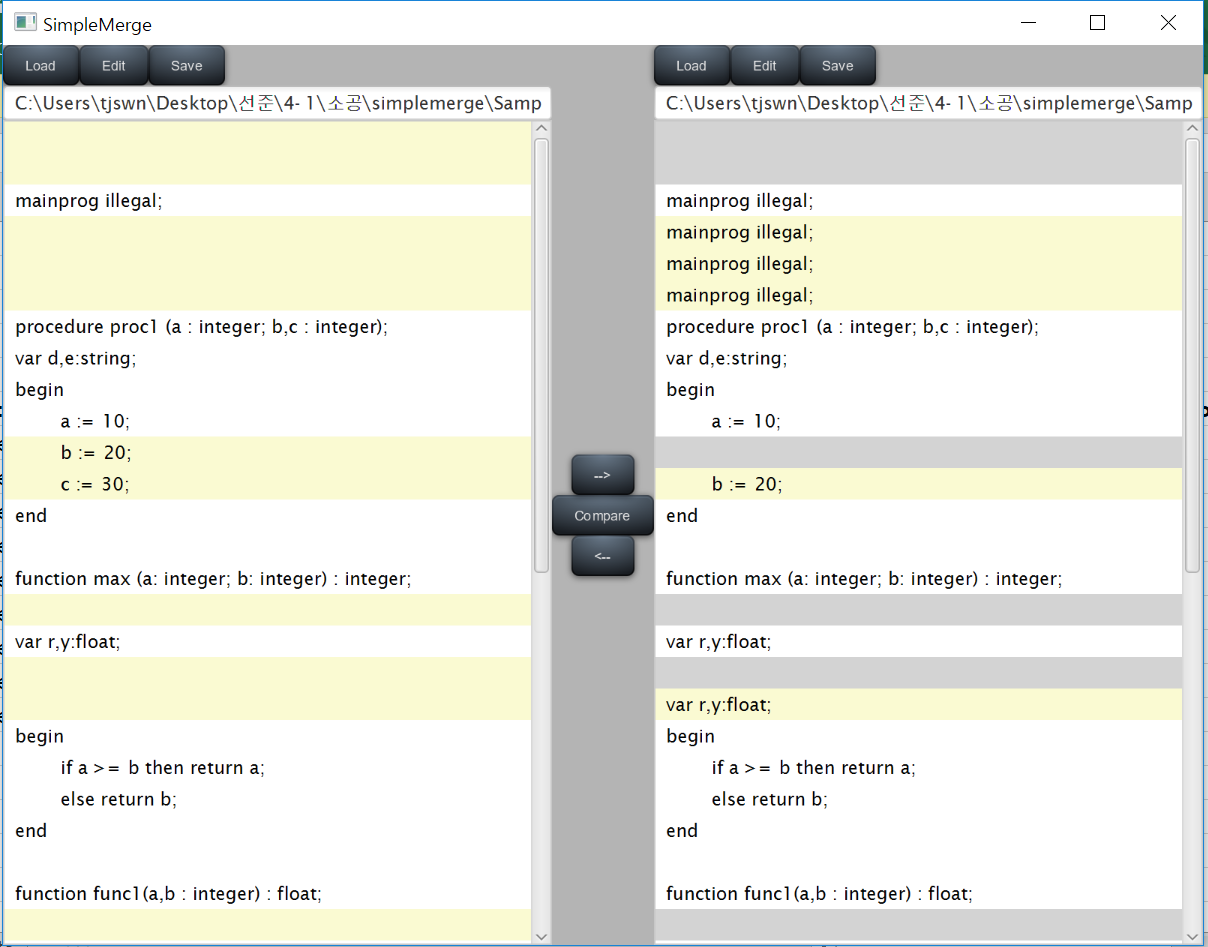 SimpleMerge
Load Edit Save
C:\Users\tjswn\Desktop\선준\4- 1\소공\simplemerge\Samp
mainprog illegal;
procedure proc1 (a : integer; b,c : integer);
var d,e:string;
begin
a := 10;
b := 20;
c := 30;
end
function max (a: integer; b: integer) : integer;
var r,y:float;
begin
if a >= b then return a;
else return b;
end
function func1(a,b : integer) : float;
-->
Compare
<--
Load Edit Save
C:\Users\tjswn\Desktop\선준\4- 1\소공\simplemerge\Samp
mainprog illegal;
mainprog illegal;
mainprog illegal;
mainprog illegal;
procedure proc1 (a : integer; b,c : integer);
var d,e:string;
begin
a := 10;
b := 20;
end
function max (a: integer; b: integer) : integer;
var r,y:float;
var r,y:float;
begin
if a >= b then return a;
else return b;
end
function func1(a,b : integer) : float;